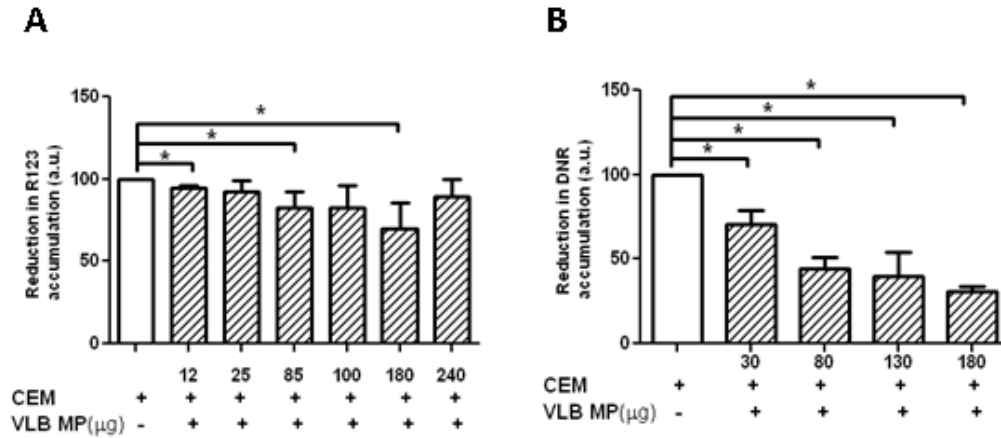 A
B
Reduction in R123
accumulation (a.u.)
150
100
50
0
*
*
*
- 12 25 85 100 180 240
CEM + + + + + + +
VLB MP(μg) - + + + + + +
Reduction in DNR
accumulation (a.u.)
150
100
50
0
*
*
*
*
- 30 80 130 180
CEM + + + + +
VLB MP(μg) - + + + +